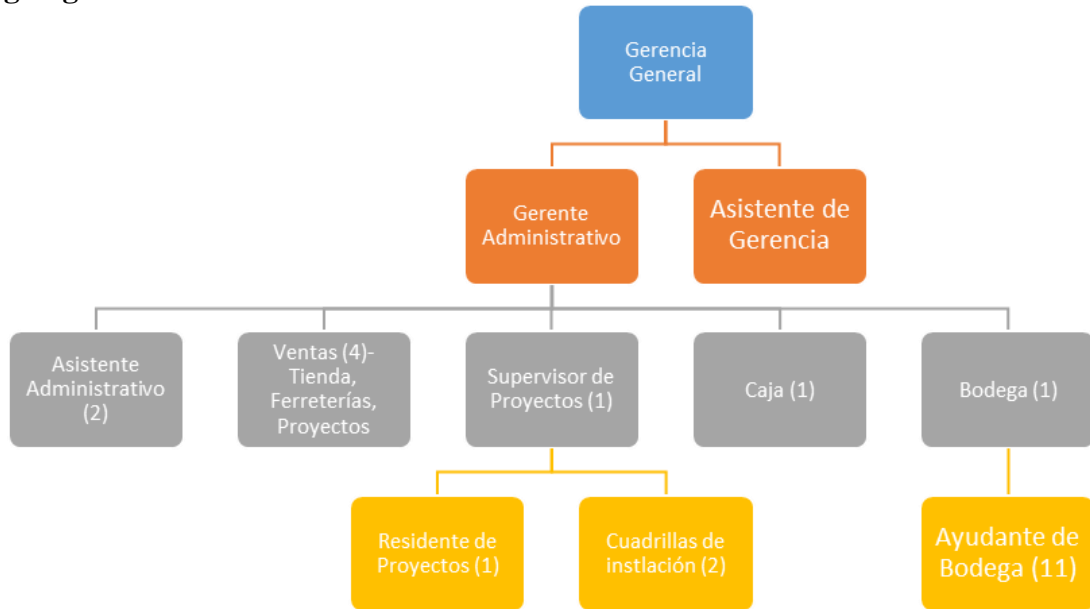 Gerencia
General
Gerente
Administrativo
Asistente de
Gerencia
Asistente
Administrativo
(2)
Ventas (4)-
Tienda,
Ferreterías,
Proyectos
Supervisor de
Proyectos (1)
Caja (1)
Bodega (1)
Residente de
Proyectos (1)
Cuadrillas de
instlación (2)
Ayudante de
Bodega (11)